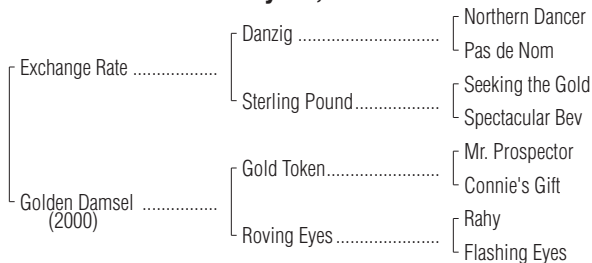 Northern Dancer
Danzig ..............................
Pas de Nom
Exchange Rate ..................
Seeking the Gold
Sterling Pound..................
Spectacular Bev
Mr. Prospector
Gold Token........................
Connie's Gift
Golden Damsel ................
(2000)
Rahy
Roving Eyes ......................
Flashing Eyes